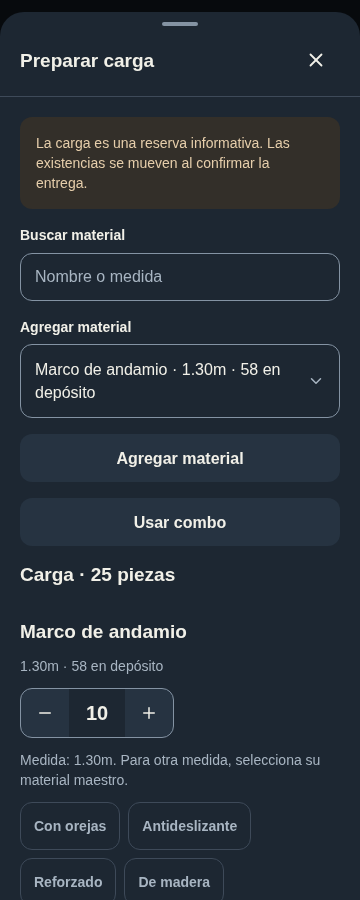 Preparar carga
La carga es una reserva informativa. Las
existencias se mueven al confirmar la
entrega.
Buscar material
Nombre o medida
Agregar material
Marco de andamio · 1.30m · 58 en
depósito
Agregar material
Usar combo
Carga · 25 piezas
Marco de andamio
1.30m · 58 en depósito
− 10 +
Medida: 1.30m. Para otra medida, selecciona su
material maestro.
Con orejas Antideslizante
Reforzado De madera